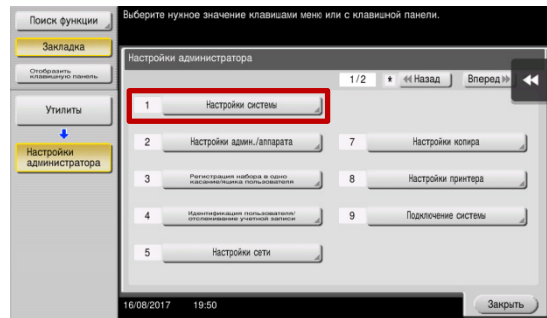 Поиск функции
Выберите нужное значение клавишами меню или с клавишной панели.
Закладка
Отобразить
клавишную панель
Утилиты
Настройки
администратора
Настройки администратора
1/2 * Назад Вперед
1 Настройки системы
2 Настройки админ./аппарата
7 Настройки копира
3 Регистрация набора в одно
касание/ящика пользователя
8 Настройки принтера
4 Идентификация пользователя/
отслеживание учетной записи
9 Подключение системы
5 Настройки сети
16/08/2017 19:50
Закрыть